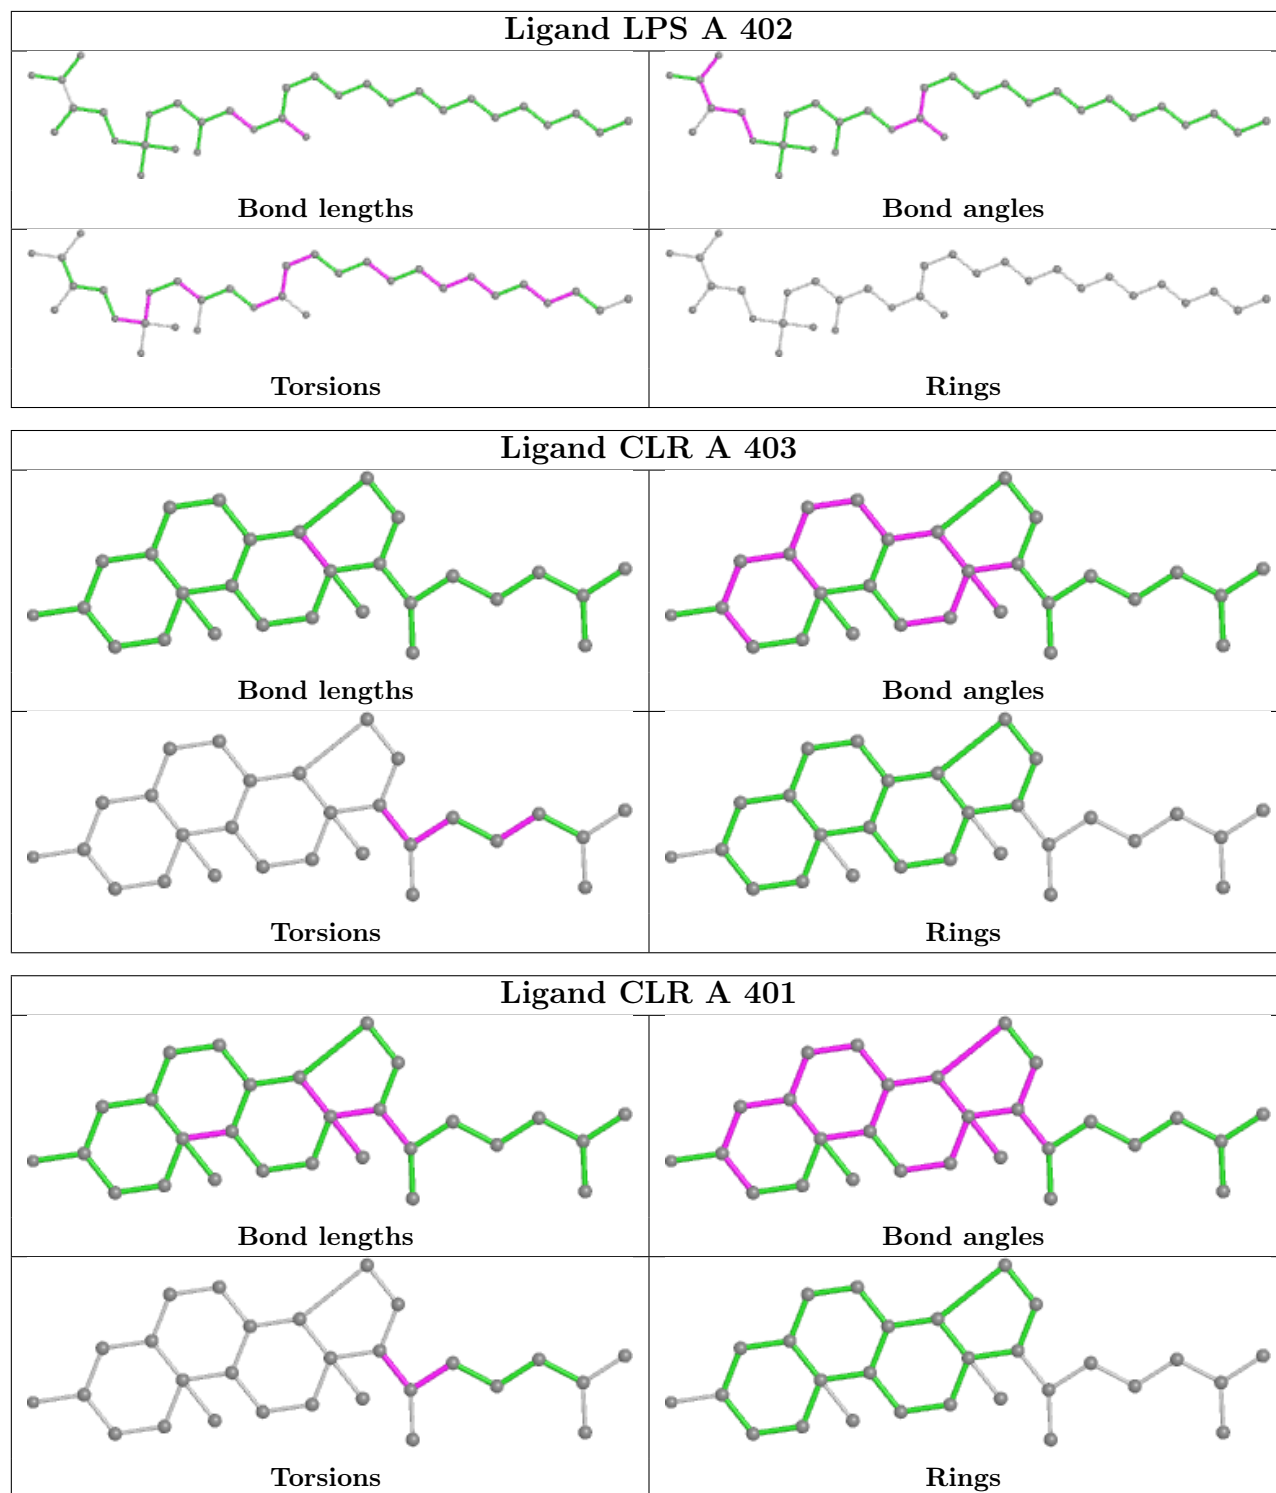 Ligand LPS A 402
Bond lengths
Bond angles
Torsions
Rings
Ligand CLR A 403
Bond lengths
Bond angles
Torsions
Rings
Ligand CLR A 401
Bond lengths
Bond angles
Torsions
Rings